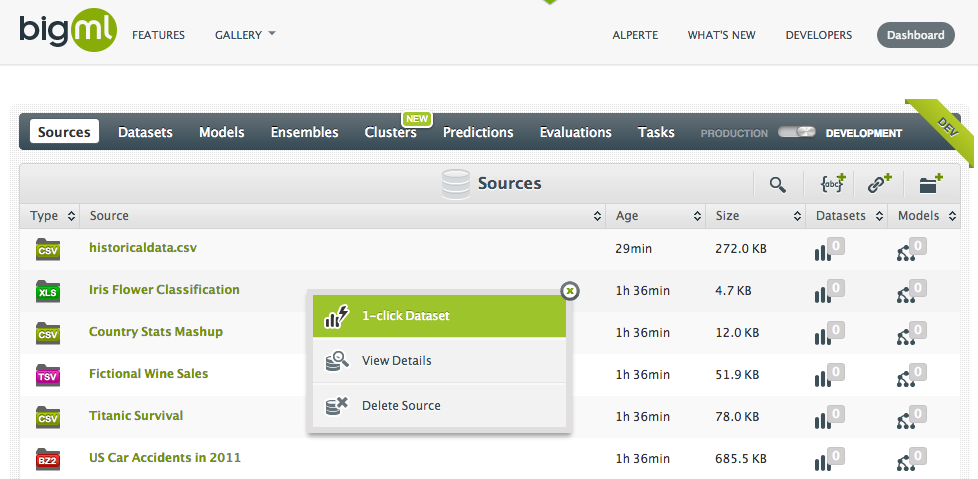 bigml FEATURES GALLERY ALPERTE WHAT'S NEW DEVELOPERS Dashboard
Sources Datasets Models Ensembles Clusters NEW Predictions Evaluations Tasks PRODUCTION DEVELOPMENT DEV
Sources {abc}
Type Source Age Size Datasets Models
CSV historicaldata.csv 29min 272.0 KB 0 0
XLS Iris Flower Classification 1h 36min 4.7 KB 0 0
1-click Dataset
CSV Country Stats Mashup 1h 36min 12.0 KB 0 0
View Details
TSV Fictional Wine Sales 1h 36min 51.9 KB 0 0
Delete Source
CSV Titanic Survival 1h 36min 78.0 KB 0 0
BZ2 US Car Accidents in 2011 1h 36min 685.5 KB 0 0